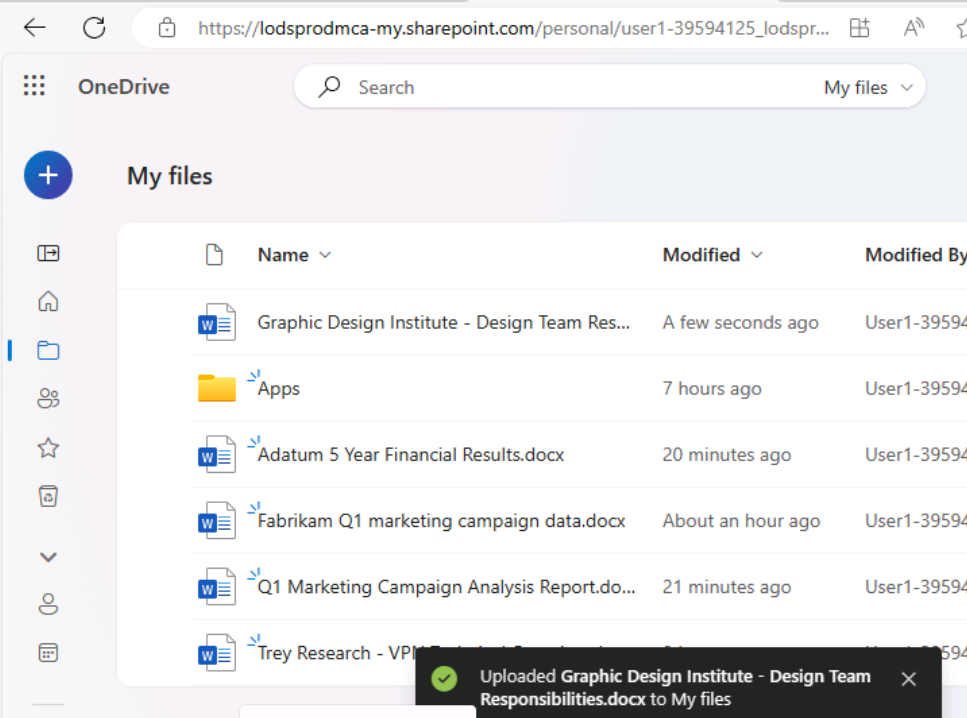 https://lodsprodmca-my.sharepoint.com/personal/user1-39594125_lodspr...
OneDrive
Search
My files
My files
Name
Modified
Modified By
Graphic Design Institute - Design Team Res...
A few seconds ago
User1-39594
Apps
7 hours ago
User1-39594
Adatum 5 Year Financial Results.docx
20 minutes ago
User1-39594
Fabrikam Q1 marketing campaign data.docx
About an hour ago
User1-39594
Q1 Marketing Campaign Analysis Report.do...
21 minutes ago
User1-39594
Trey Research - VPN
User1-39594
Uploaded Graphic Design Institute - Design Team
Responsibilities.docx to My files